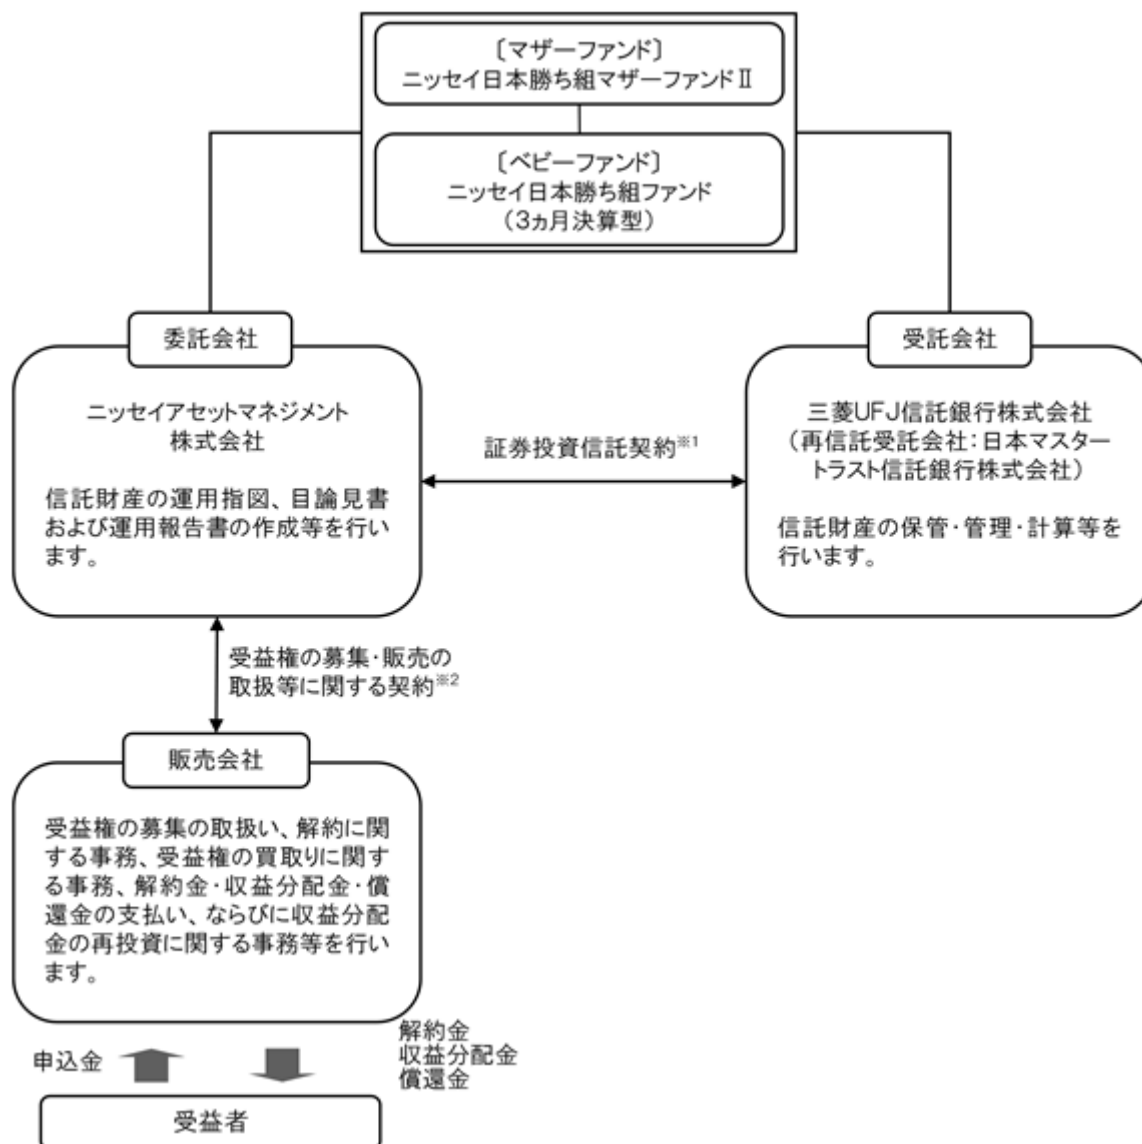 〔マザーファンド〕
ニッセイ日本勝ち組マザーファンドⅡ
〔ベビーファンド〕
ニッセイ日本勝ち組ファンド
（3ヵ月決算型）
委託会社
ニッセイアセットマネジメント
株式会社
信託財産の運用指図、目論見書
および運用報告書の作成等を行い
ます。
証券投資信託契約※1
受託会社
三菱UFJ信託銀行株式会社
（再信託受託会社：日本マスター
トラスト信託銀行株式会社）
信託財産の保管・管理・計算等を
行います。
受益権の募集・販売の
取扱等に関する契約※2
販売会社
受益権の募集の取扱い、解約に関
する事務、受益権の買取りに関す
る事務、解約金・収益分配金・償
還金の支払い、ならびに収益分配
金の再投資に関する事務等を行い
ます。
申込金
解約金
収益分配金
償還金
受益者